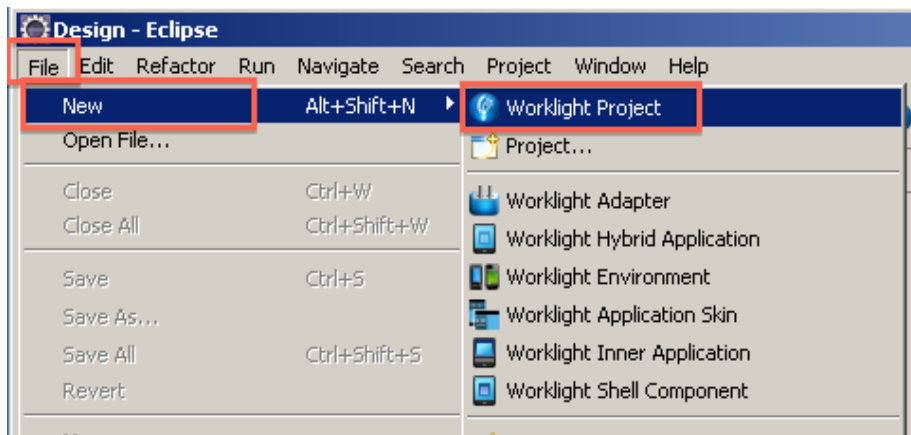 Design - Eclipse
File Edit Refactor Run Navigate Search Project Window Help
New Alt+Shift+N
Open File...
Close Ctrl+W
Close All Ctrl+Shift+W
Save Ctrl+S
Save As...
Save All Ctrl+Shift+S
Revert
Worklight Project
Project...
Worklight Adapter
Worklight Hybrid Application
Worklight Environment
Worklight Application Skin
Worklight Inner Application
Worklight Shell Component